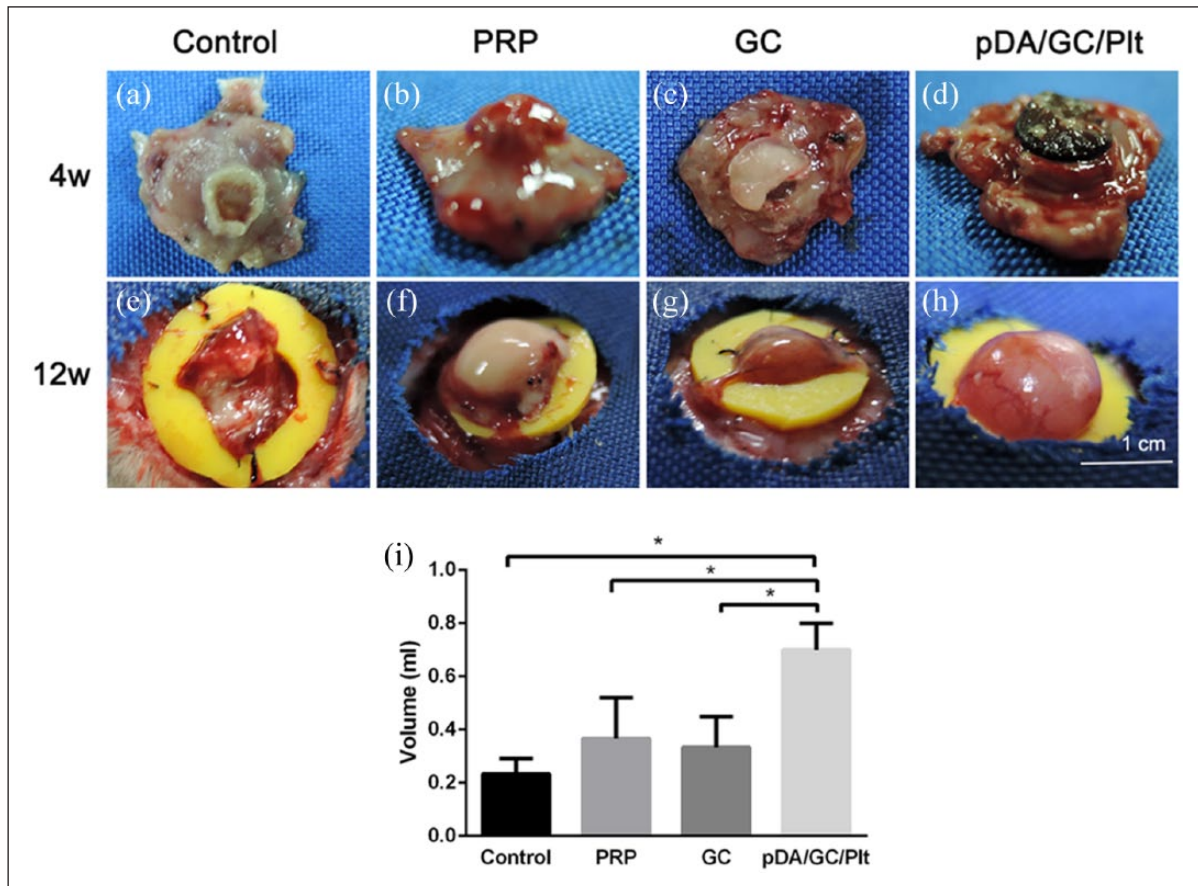 Control PRP GC pDA/GC/Plt
4w (a) (b) (c) (d)
12w (e) (f) (g) (h)
1 cm
(i)
* 
*
*
1.0
0.8
0.6
0.4
0.2
0.0
Volume (ml)
Control PRP GC pDA/GC/Plt